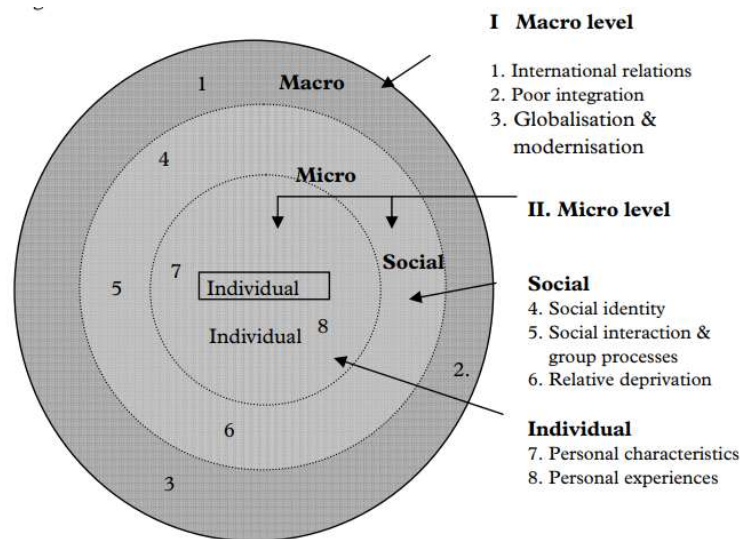 I Macro level
1. International relations
2. Poor integration
3. Globalisation &
modernisation
1
Macro
4
Micro
II. Micro level
7
Social
5
Individual
Individual
8
2.
6
3
Social
4. Social identity
5. Social interaction &
group processes
6. Relative deprivation
Individual
7. Personal characteristics
8. Personal experiences